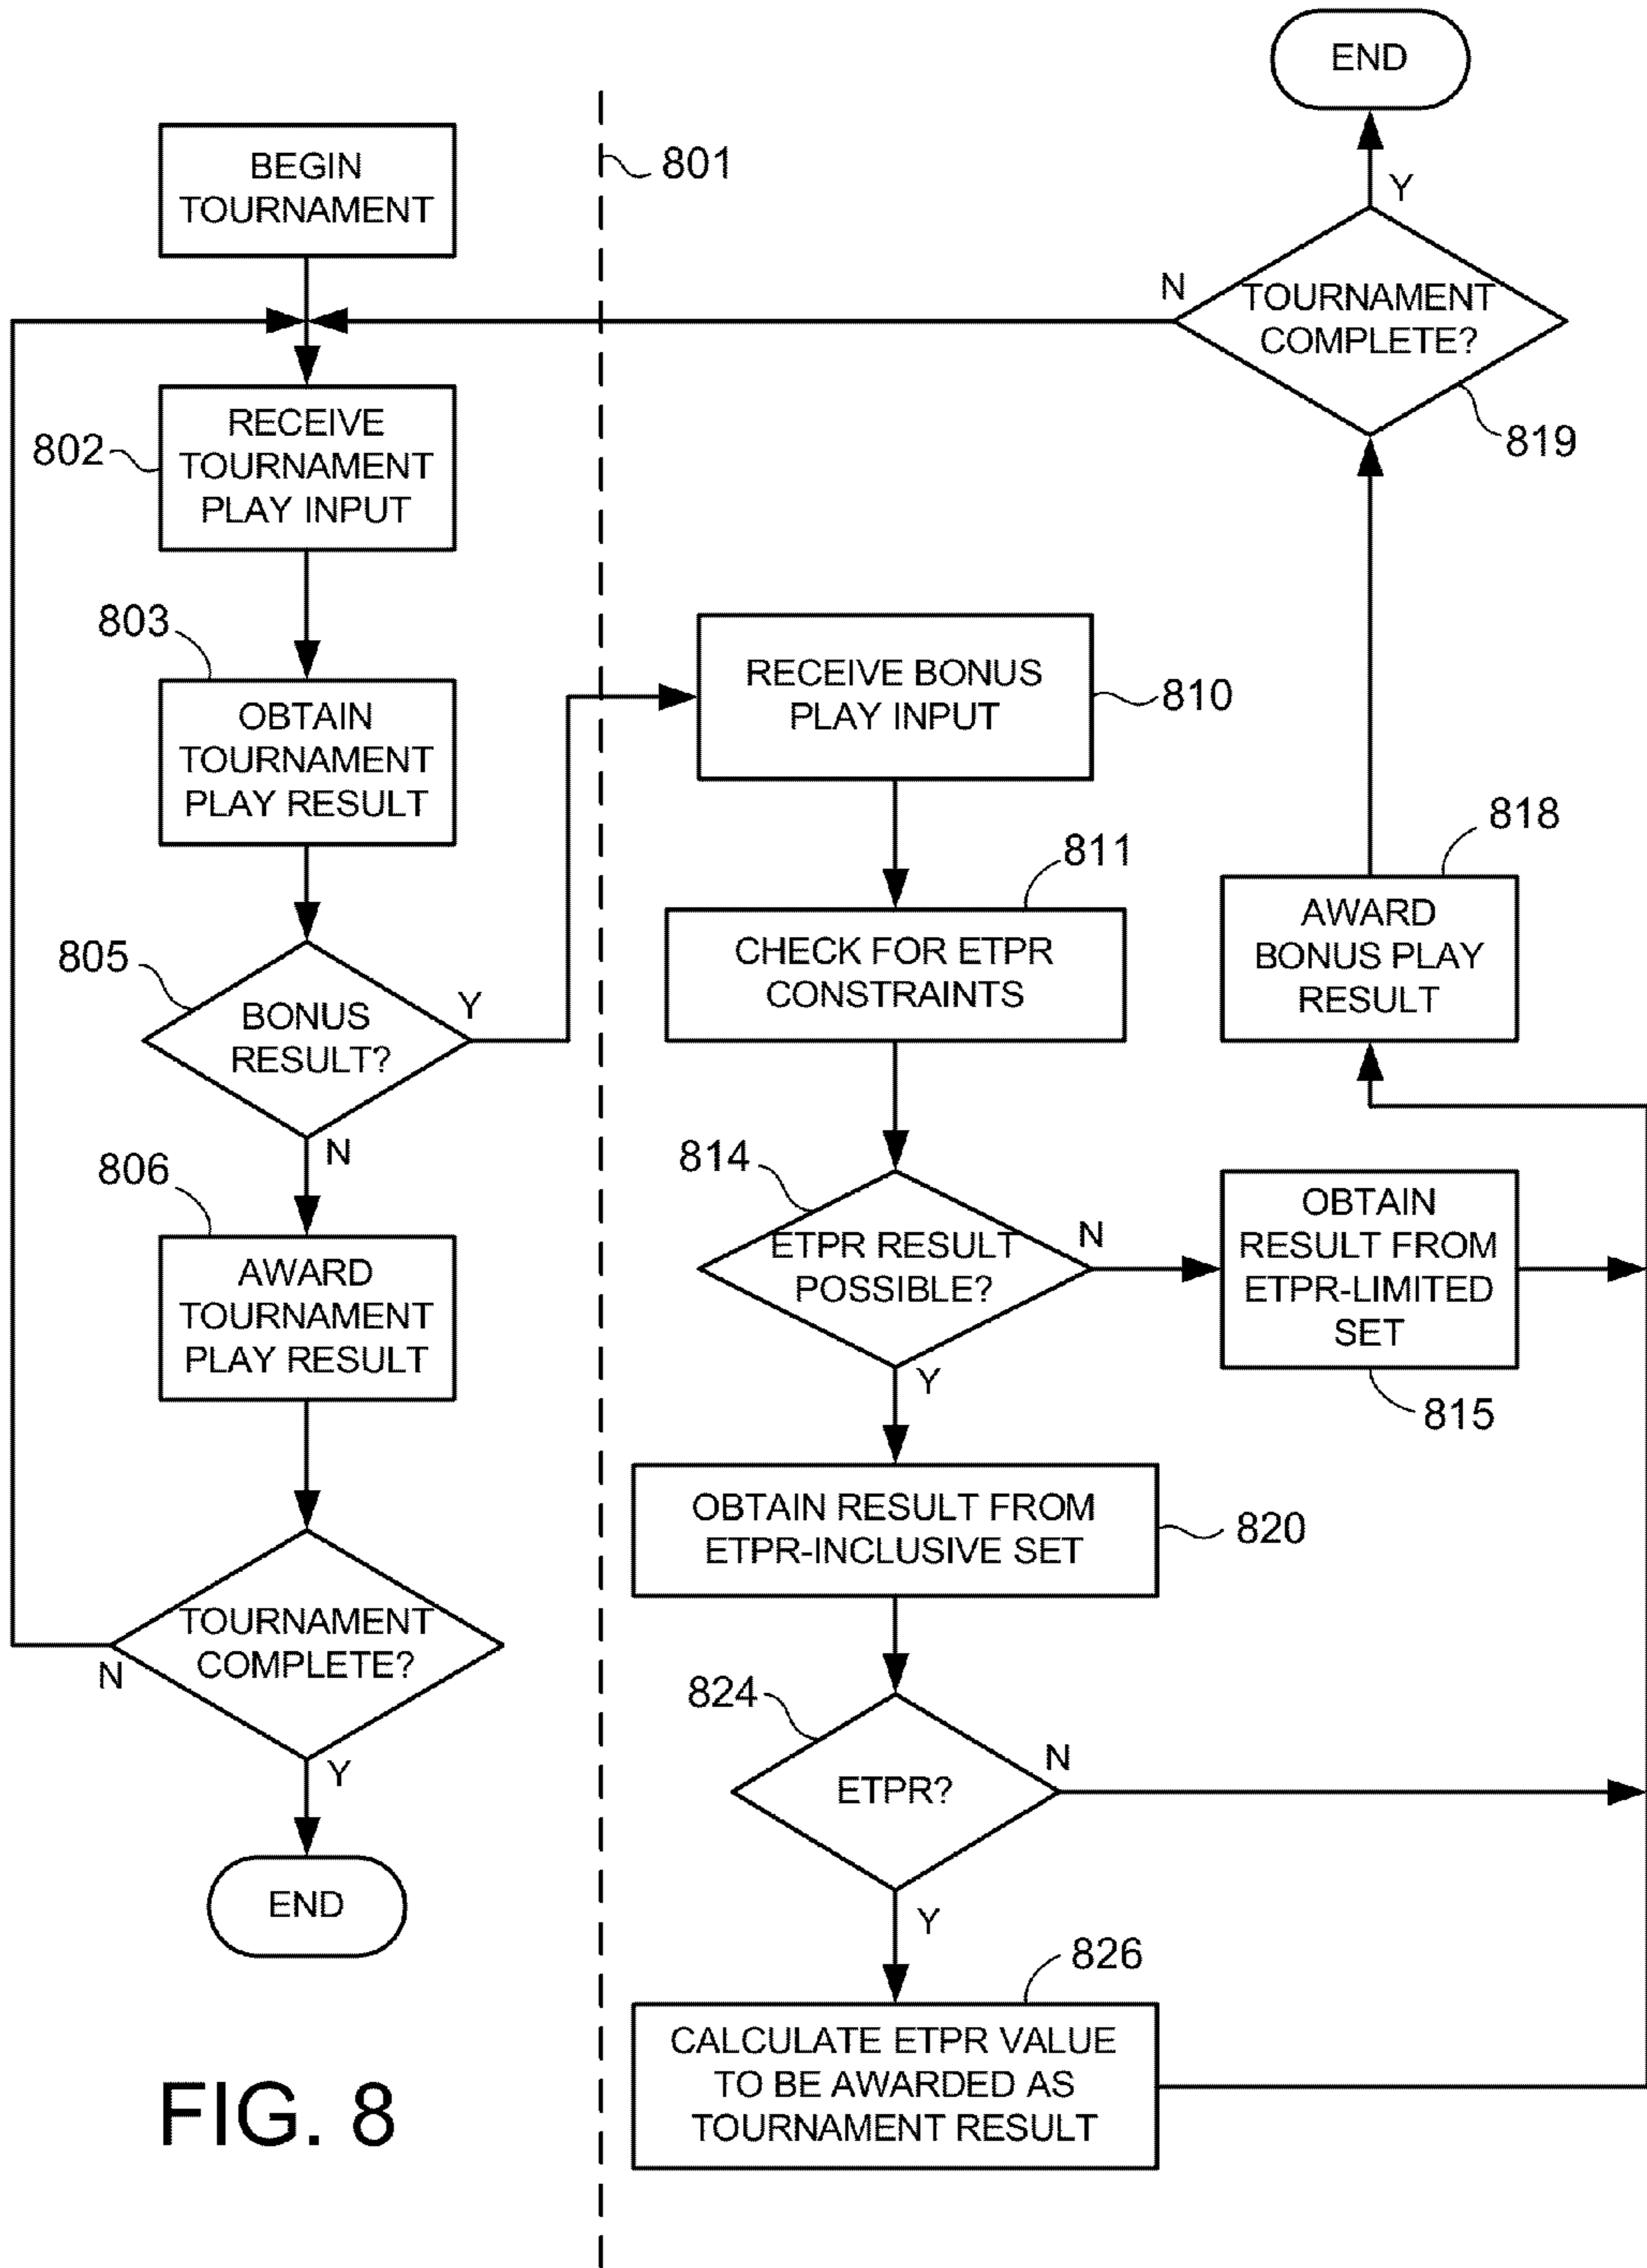 END
BEGIN
TOURNAMENT
801
Y
N
TOURNAMENT
COMPLETE?
819
802
RECEIVE
TOURNAMENT
PLAY INPUT
803
OBTAIN
TOURNAMENT
PLAY RESULT
805
BONUS
RESULT?
Y
N
806
AWARD
TOURNAMENT
PLAY RESULT
TOURNAMENT
COMPLETE?
N
Y
END
RECEIVE BONUS
PLAY INPUT
810
811
CHECK FOR ETPR
CONSTRAINTS
818
AWARD
BONUS PLAY
RESULT
814
ETPR RESULT
POSSIBLE?
N
Y
OBTAIN
RESULT FROM
ETPR-LIMITED
SET
815
OBTAIN RESULT FROM
ETPR-INCLUSIVE SET
820
824
ETPR?
N
Y
826
CALCULATE ETPR VALUE
TO BE AWARDED AS
TOURNAMENT RESULT
FIG. 8